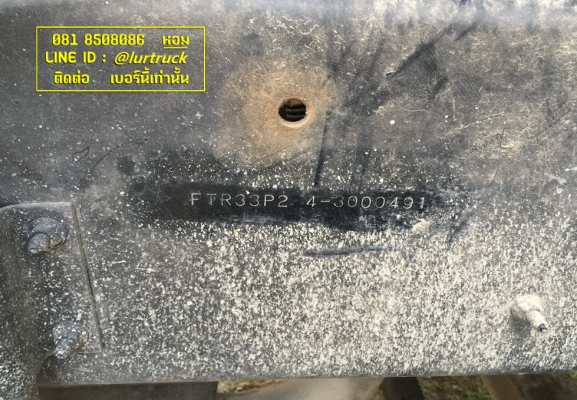 081 8508086 หอม
LINE ID : @lurtruck
ติดต่อ เบอร์นี้เท่านั้น
FTR33P2 4-3000491